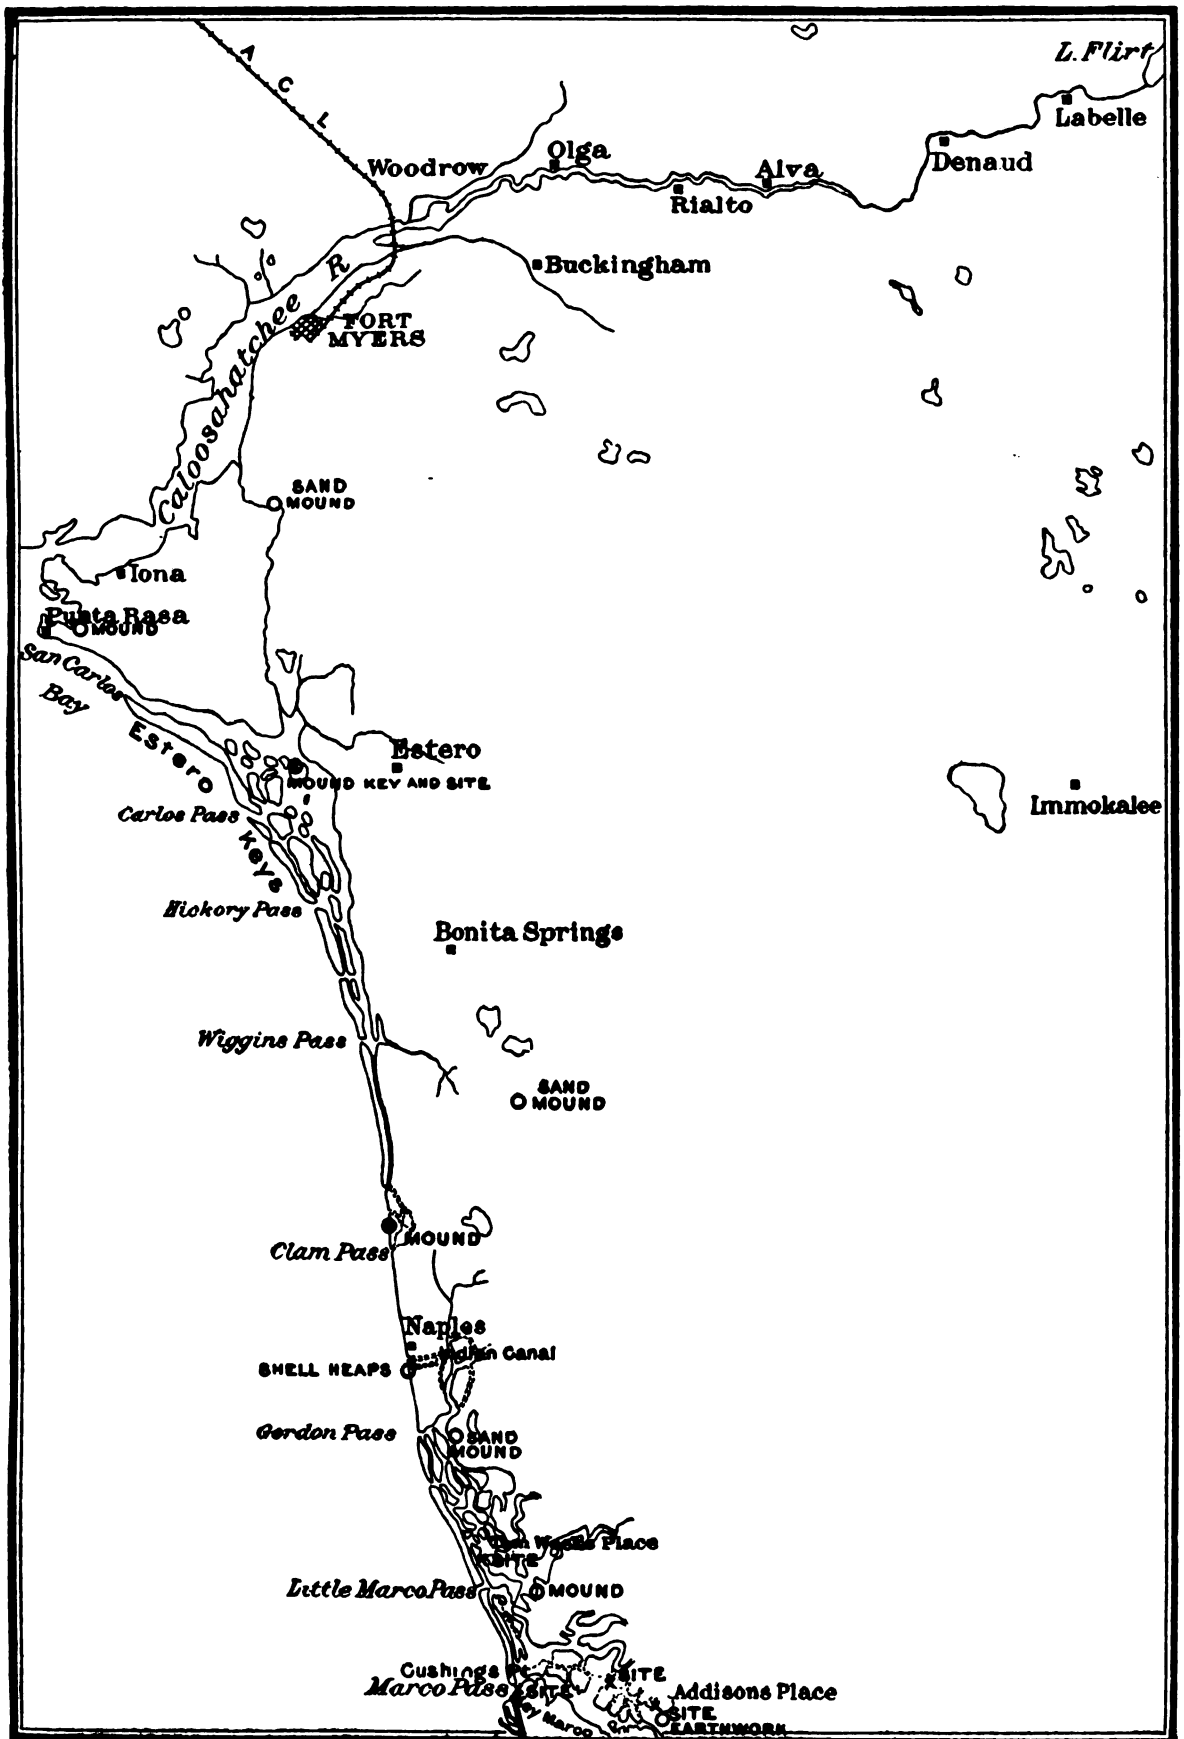 A C L
L. Flirt
Labelle
Denaud
Woodrow
Olga
Alva
Rialto
Buckingham
Caloosahatchee R
FORT
MYERS
SAND
MOUND
Iona
Punta Rasa
MOUND
San Carlos
Bay
Estero
Keys
Estero
MOUND KEY AND SITE
Carlos Pass
Immokalee
Hickory Pass
Bonita Springs
Wiggins Pass
SAND
MOUND
MOUND
Clam Pass
Naples
Indian Canal
SHELL HEAPS
Gordon Pass
SAND
MOUND
Place
SITE
Little Marco Pass
MOUND
Cushings Pt.
SITE
Marco Pass
SITE
Addisons Place
SITE
EARTHWORK
Key Marco